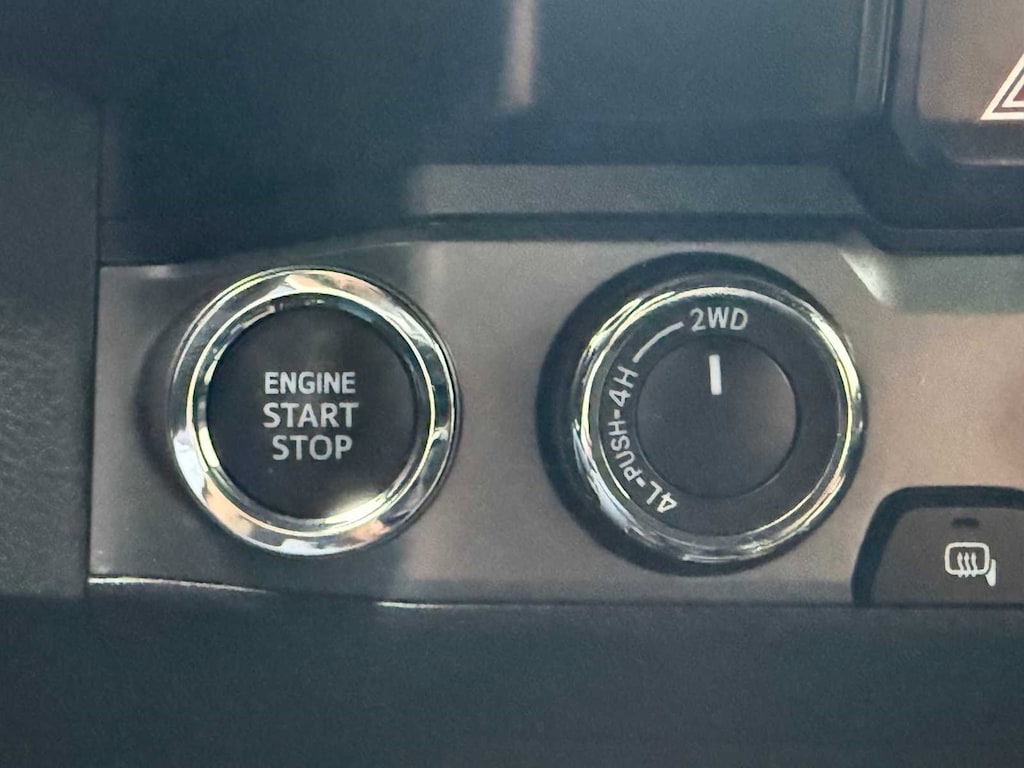 ENGINE
START
STOP
2WD
4L-PUSH-4H